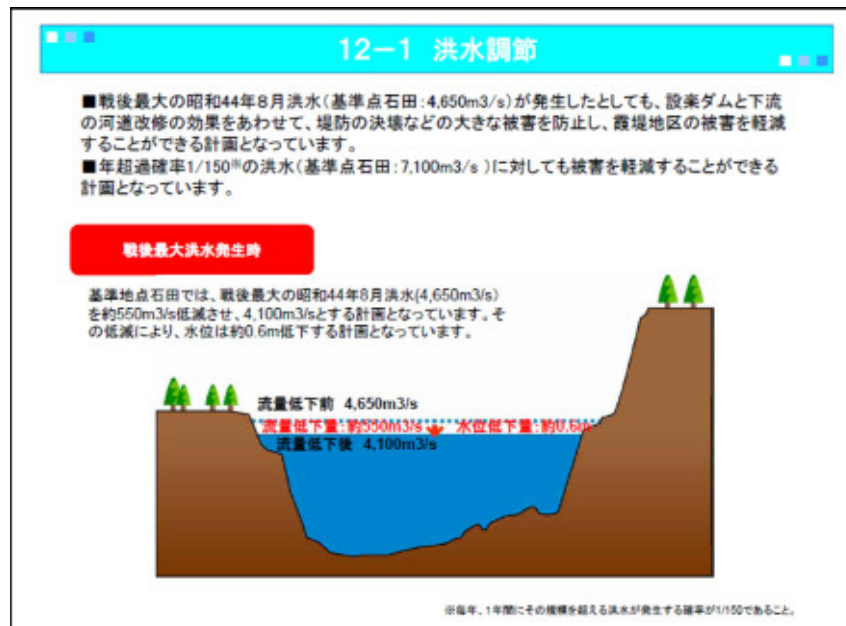 12－1 洪水調節
■戦後最大の昭和44年8月洪水（基準点石田：4,650m3/s）が発生したとしても、設楽ダムと下流
の河道改修の効果をあわせて、堤防の決壊などの大きな被害を防止し、霞堤地区の被害を軽減
することができる計画となっています。
■年超過確率1/150※の洪水（基準点石田：7,100m3/s ）に対しても被害を軽減することができる
計画となっています。
戦後最大洪水発生時
基準地点石田では、戦後最大の昭和44年8月洪水(4,650m3/s)
を約550m3/s低減させ、4,100m3/sとする計画となっています。そ
の低減により、水位は約0.6m低下する計画となっています。
流量低下前 4,650m3/s
流量低下量：約550m3/s 水位低下量：約0.6m
流量低下後 4,100m3/s
※毎年、1年間にその規模を超える洪水が発生する確率が1/150であること。